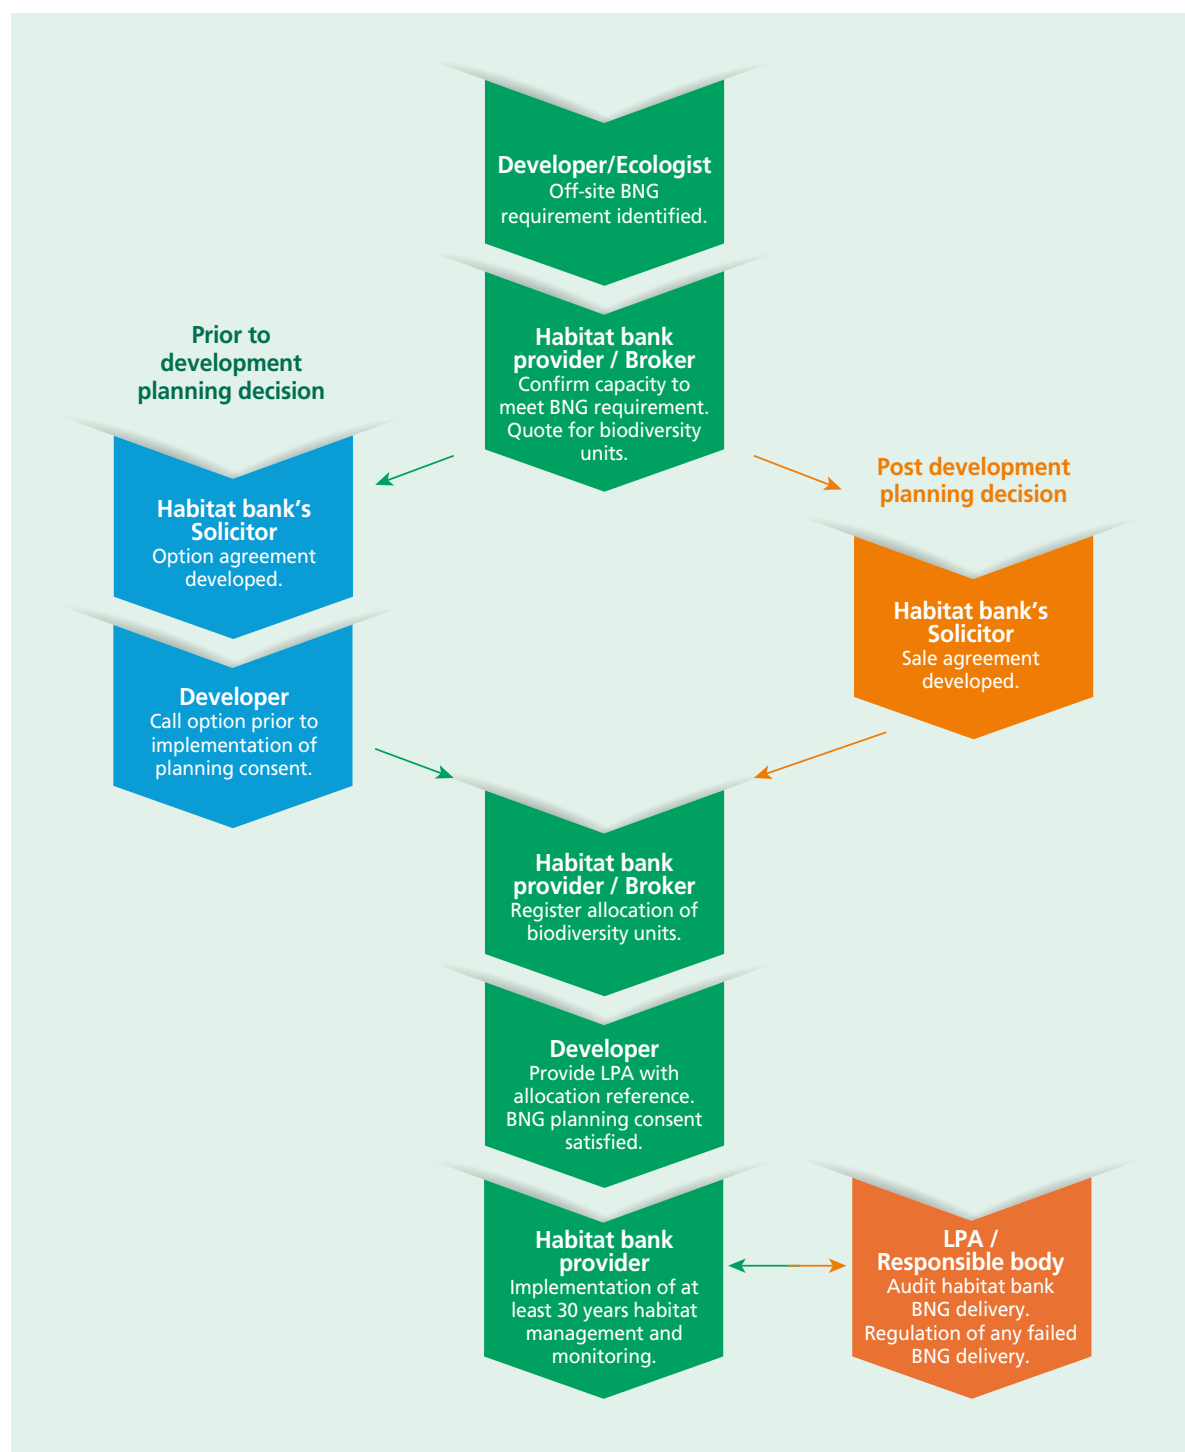 Developer/Ecologist
Off-site BNG
requirement identified.
Habitat bank
provider / Broker
Confirm capacity to
meet BNG requirement.
Quote for biodiversity
units.
Prior to
development
planning decision
Habitat bank’s
Solicitor
Option agreement
developed.
Developer
Call option prior to
implementation of
planning consent.
Post development
planning decision
Habitat bank’s
Solicitor
Sale agreement
developed.
Habitat bank
provider / Broker
Register allocation of
biodiversity units.
Developer
Provide LPA with
allocation reference.
BNG planning consent
satisfied.
Habitat bank
provider
Implementation of at
least 30 years habitat
management and
monitoring.
LPA /
Responsible body
Audit habitat bank
BNG delivery.
Regulation of any failed
BNG delivery.